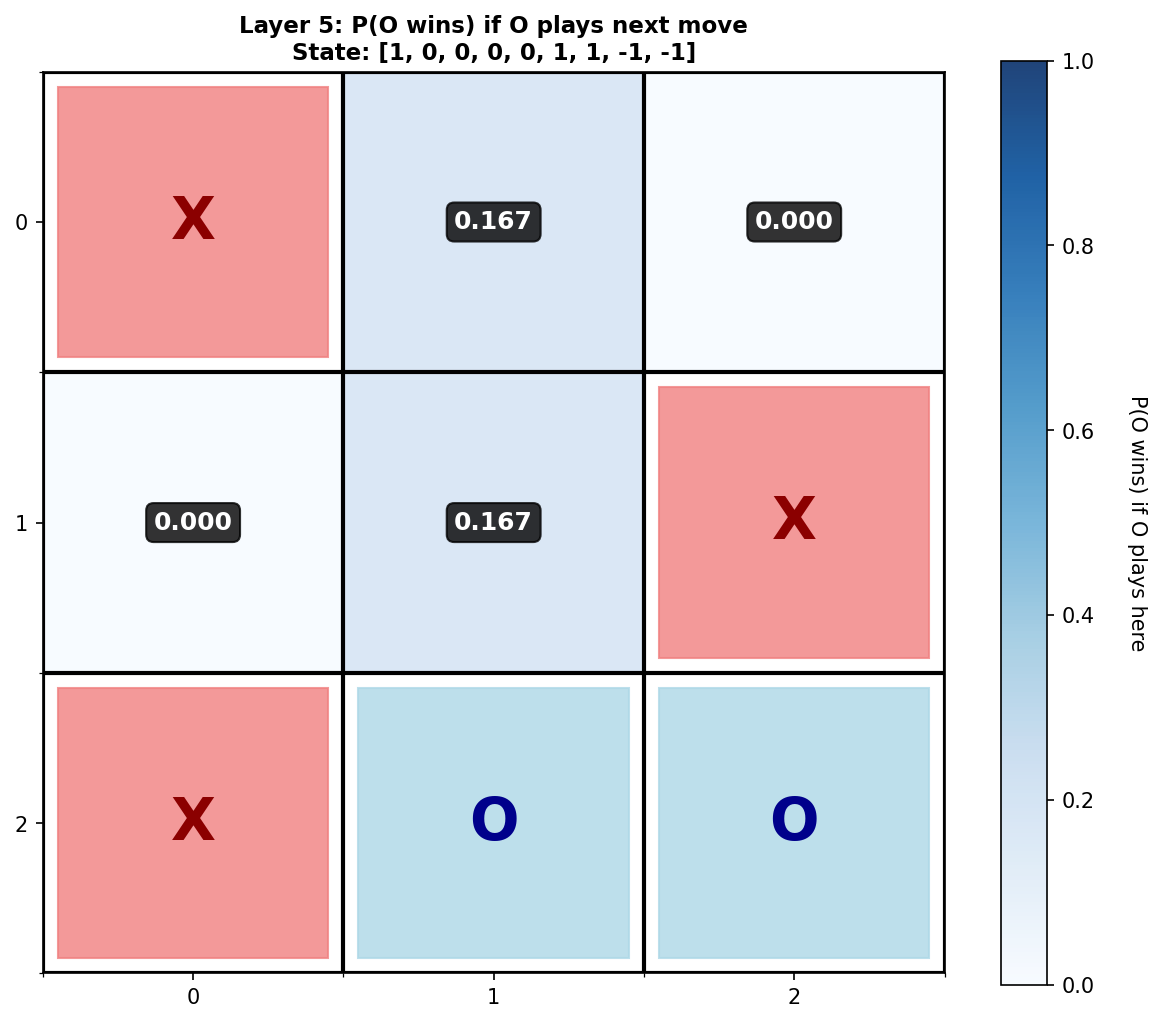 Layer 5: P(O wins) if O plays next move
State: [1, 0, 0, 0, 0, 1, 1, -1, -1]
0
X
0.167
0.000
1
0.000
0.167
X
2
X
O
O
0
1
2
1.0
0.8
0.6
0.4
0.2
0.0
P(O wins) if O plays here